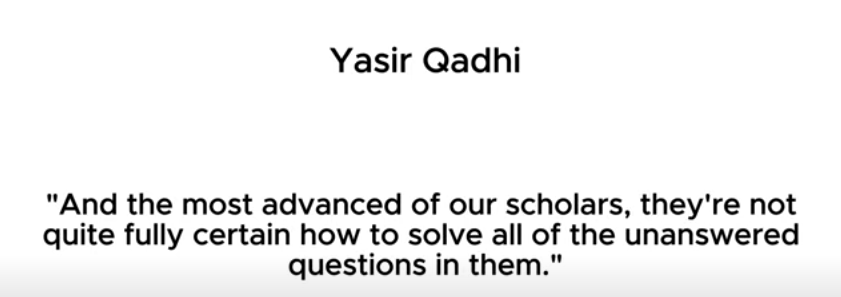 Yasir Qadhi
"And the most advanced of our scholars, they're not
quite fully certain how to solve all of the unanswered
questions in them."